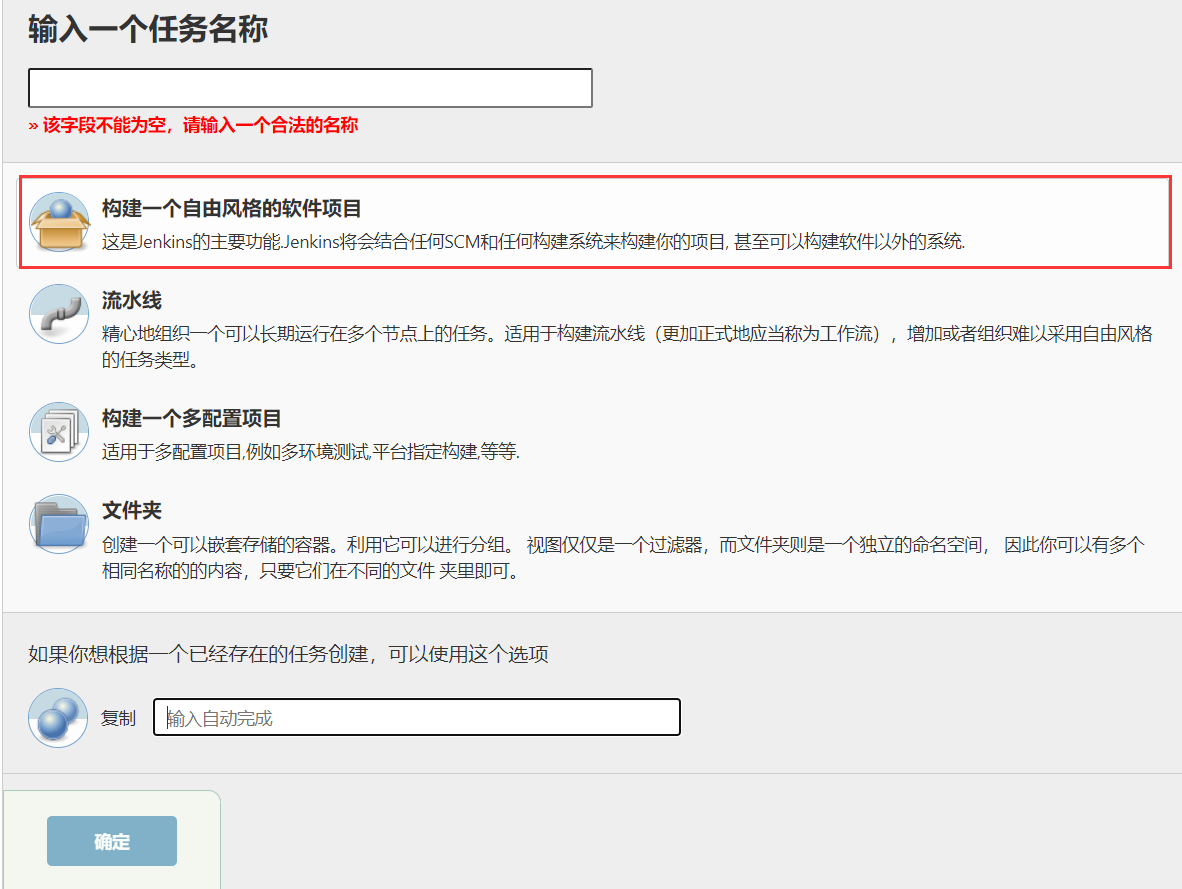 输入一个任务名称
» 该字段不能为空，请输入一个合法的名称
构建一个自由风格的软件项目
这是Jenkins的主要功能.Jenkins将会结合任何SCM和任何构建系统来构建你的项目, 甚至可以构建软件以外的系统.
流水线
精心地组织一个可以长期运行在多个节点上的任务。适用于构建流水线（更加正式地应当称为工作流），增加或者组织难以采用自由风格
的任务类型。
构建一个多配置项目
适用于多配置项目,例如多环境测试,平台指定构建,等等.
文件夹
创建一个可以嵌套存储的容器。利用它可以进行分组。 视图仅仅是一个过滤器，而文件夹则是一个独立的命名空间， 因此你可以有多个
相同名称的的内容，只要它们在不同的文件 夹里即可。
如果你想根据一个已经存在的任务创建，可以使用这个选项
复制
输入自动完成
确定